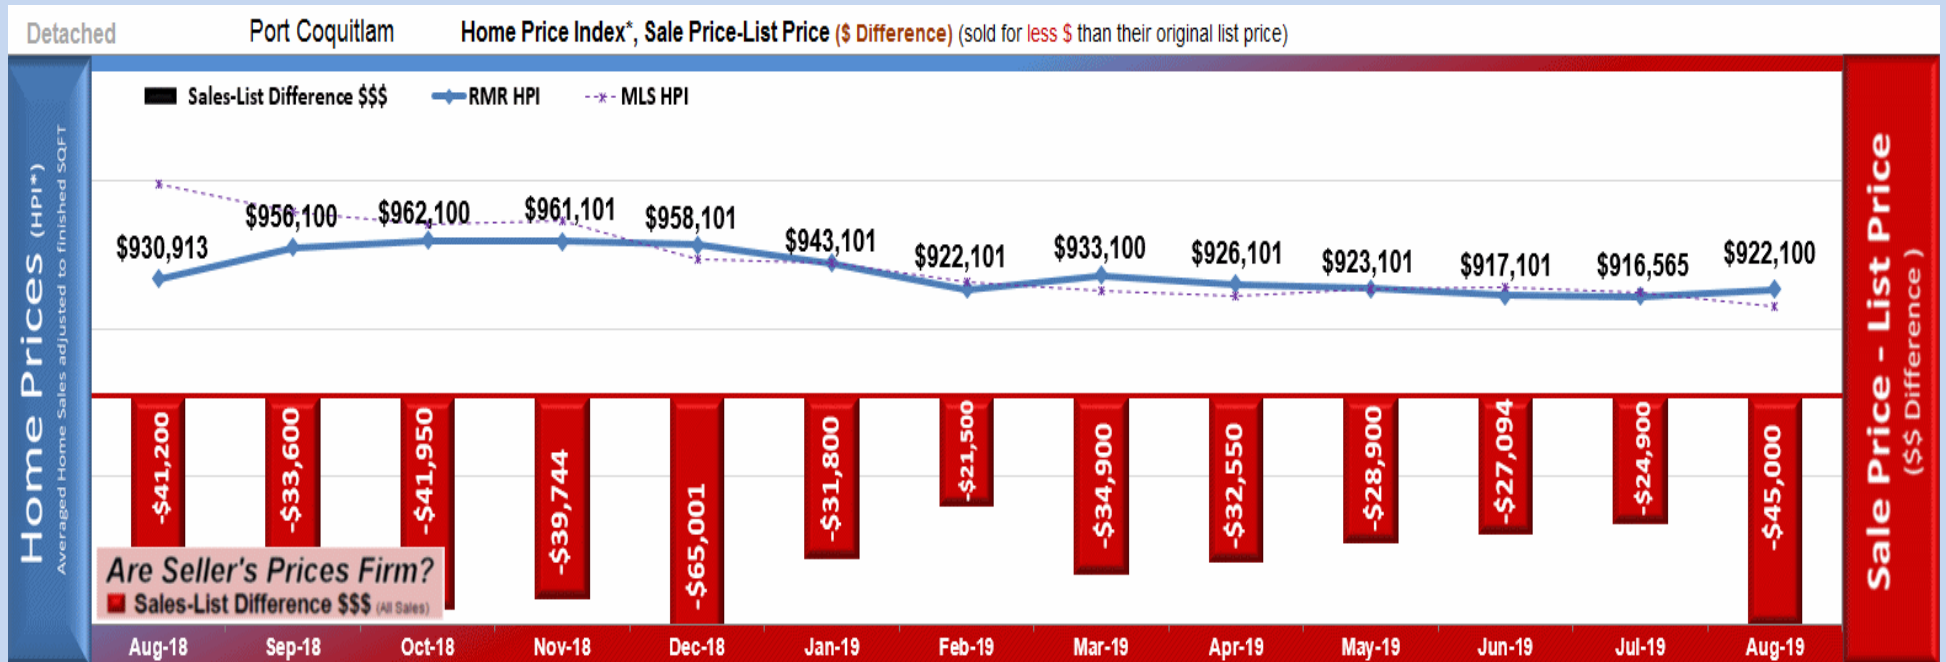 Detached Port Coquitlam Home Price Index*, Sale Price-List Price ($ Difference) (sold for less $ than their original list price)
Home Prices (HPI*)
Averaged Home Sales adjusted to finished SQFT
Sales-List Difference $$$ RMR HPI MLS HPI
$930,913 $956,100 $962,100 $961,101 $958,101 $943,101 $922,101 $933,100 $926,101 $923,101 $917,101 $916,565 $922,100
-$41,200 -$33,600 -$41,950 -$39,744 -$65,001 -$31,800 -$21,500 -$34,900 -$32,550 -$28,900 -$27,094 -$24,900 -$45,000
Are Seller's Prices Firm?
Sales-List Difference $$$ (All Sales)
Aug-18 Sep-18 Oct-18 Nov-18 Dec-18 Jan-19 Feb-19 Mar-19 Apr-19 May-19 Jun-19 Jul-19 Aug-19
Sale Price - List Price
($$ Difference )